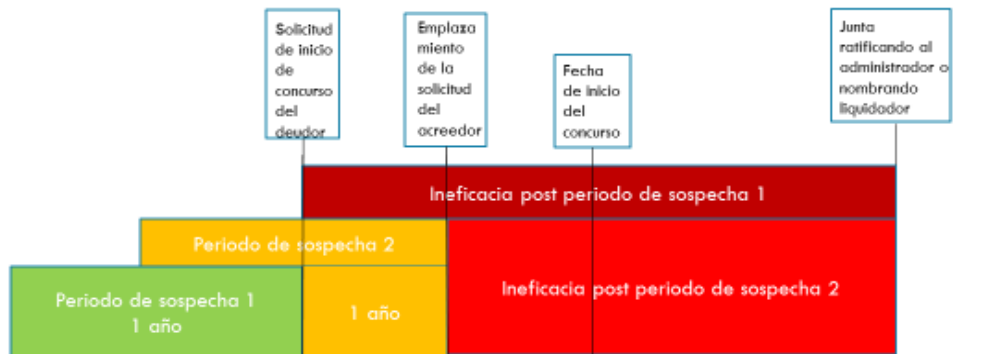 Solicitud
de inicio
de
concurso
del
deudor
Emplaza
miento
de la
solicitud
del
acreedor
Fecha
de inicio
del
concurso
Junta
ratificando al
administrador o
nombrando
liquidador
Ineficacia post periodo de sospecha 1
Periodo de sospecha 2
Ineficacia post periodo de sospecha 2
Periodo de sospecha 1
1 año
1 año